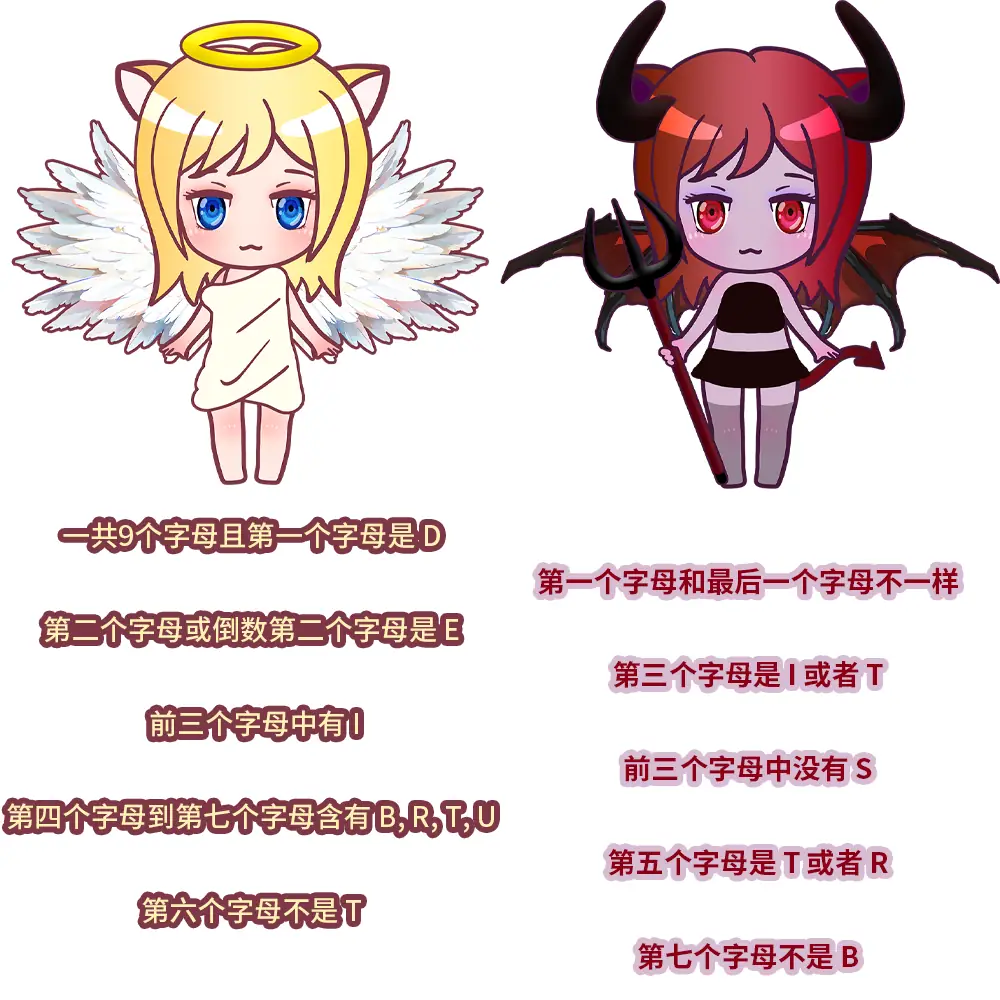 一共9个字母且第一个字母是 D
第二个字母或倒数第二个字母是 E
前三个字母中有 I
第四个字母到第七个字母含有 B, R, T, U
第六个字母不是 T
第一个字母和最后一个字母不一样
第三个字母是 I 或者 T
前三个字母中没有 S
第五个字母是 T 或者 R
第七个字母不是 B